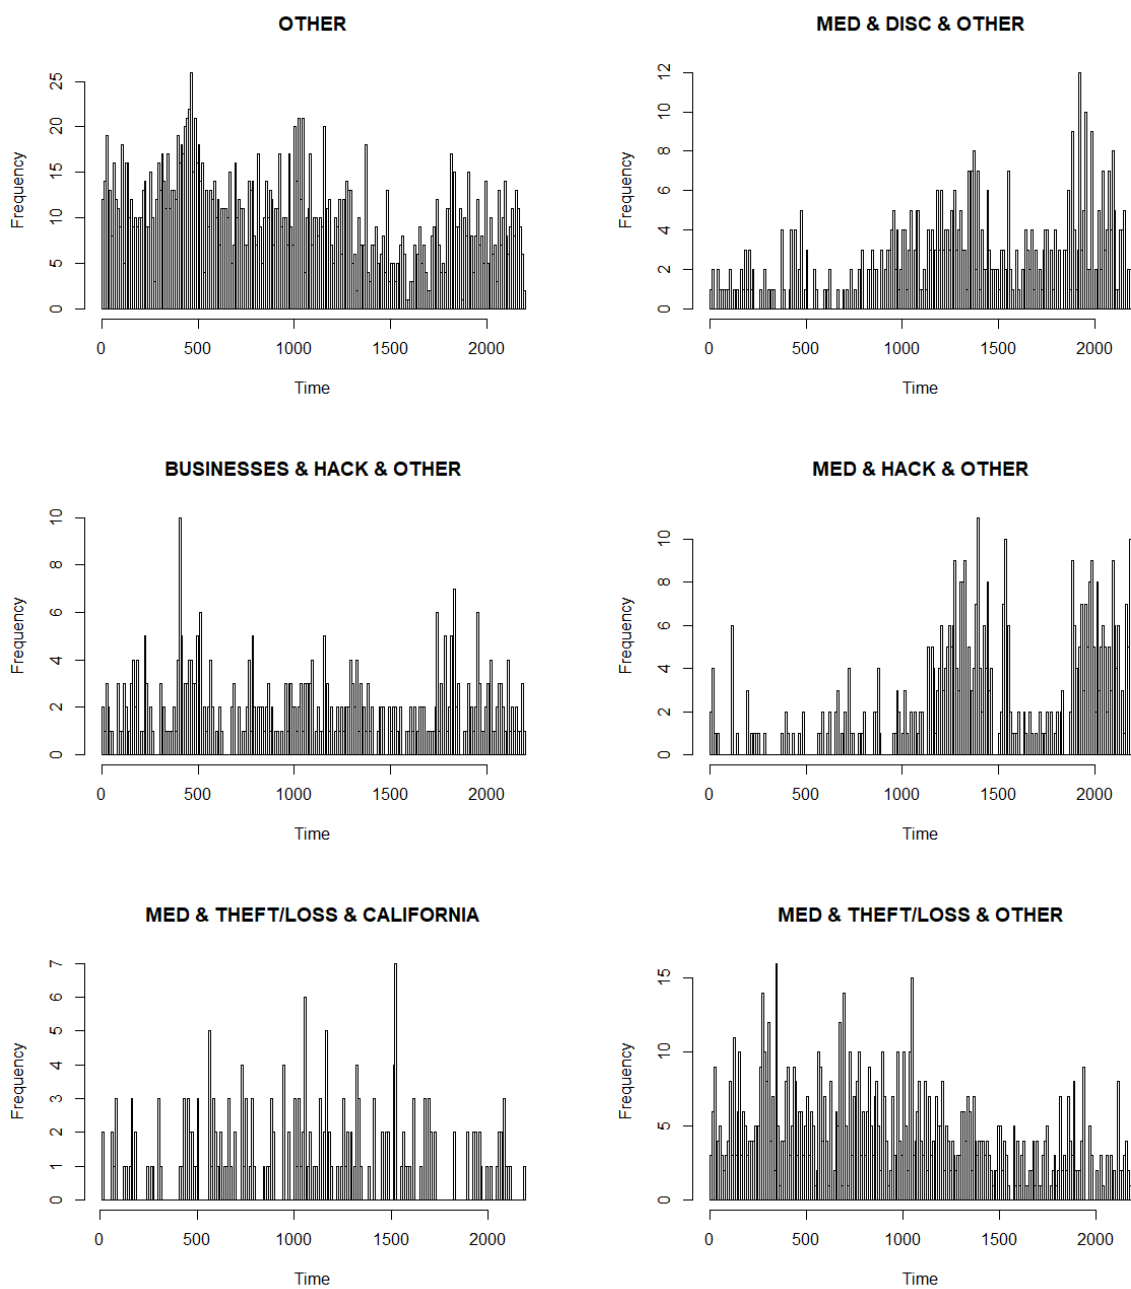 OTHER
Frequency
25
20
15
10
5
0
0 500 1000 1500 2000
Time
MED & DISC & OTHER
Frequency
12
10
8
6
4
2
0
0 500 1000 1500 2000
Time
BUSINESSES & HACK & OTHER
Frequency
10
8
6
4
2
0
0 500 1000 1500 2000
Time
MED & HACK & OTHER
Frequency
10
8
6
4
2
0
0 500 1000 1500 2000
Time
MED & THEFT/LOSS & CALIFORNIA
Frequency
7
6
5
4
3
2
1
0
0 500 1000 1500 2000
Time
MED & THEFT/LOSS & OTHER
Frequency
15
10
5
0
0 500 1000 1500 2000
Time